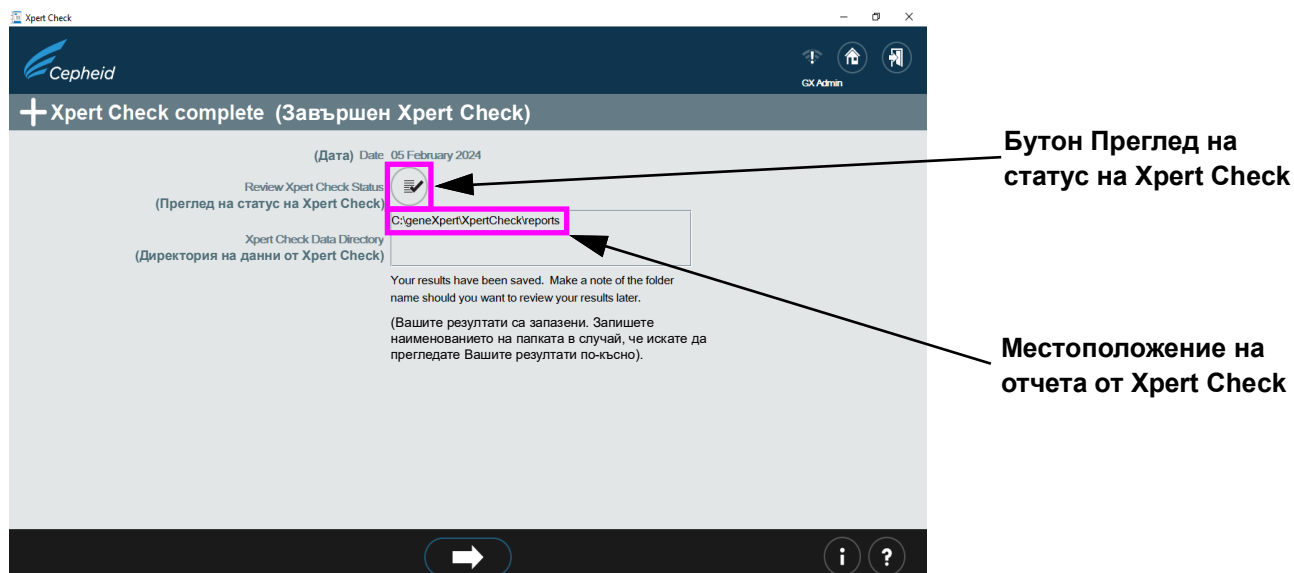 Xpert Check
Cepheid
GX Admin
Xpert Check complete (Завършен Xpert Check)
(Дата) Date 05 February 2024
Review Xpert Check Status
(Преглед на статус на Xpert Check)
C:\geneXpert\XpertCheck\reports
Xpert Check Data Directory
(Директория на данни от Xpert Check)
Your results have been saved. Make a note of the folder
name should you want to review your results later.
(Вашите резултати са запазени. Запишете
наименованието на папката в случай, че искате да
прегледате Вашите резултати по-късно).
Бутон Преглед на
статус на Xpert Check
Местоположение на
отчета от Xpert Check
i ?